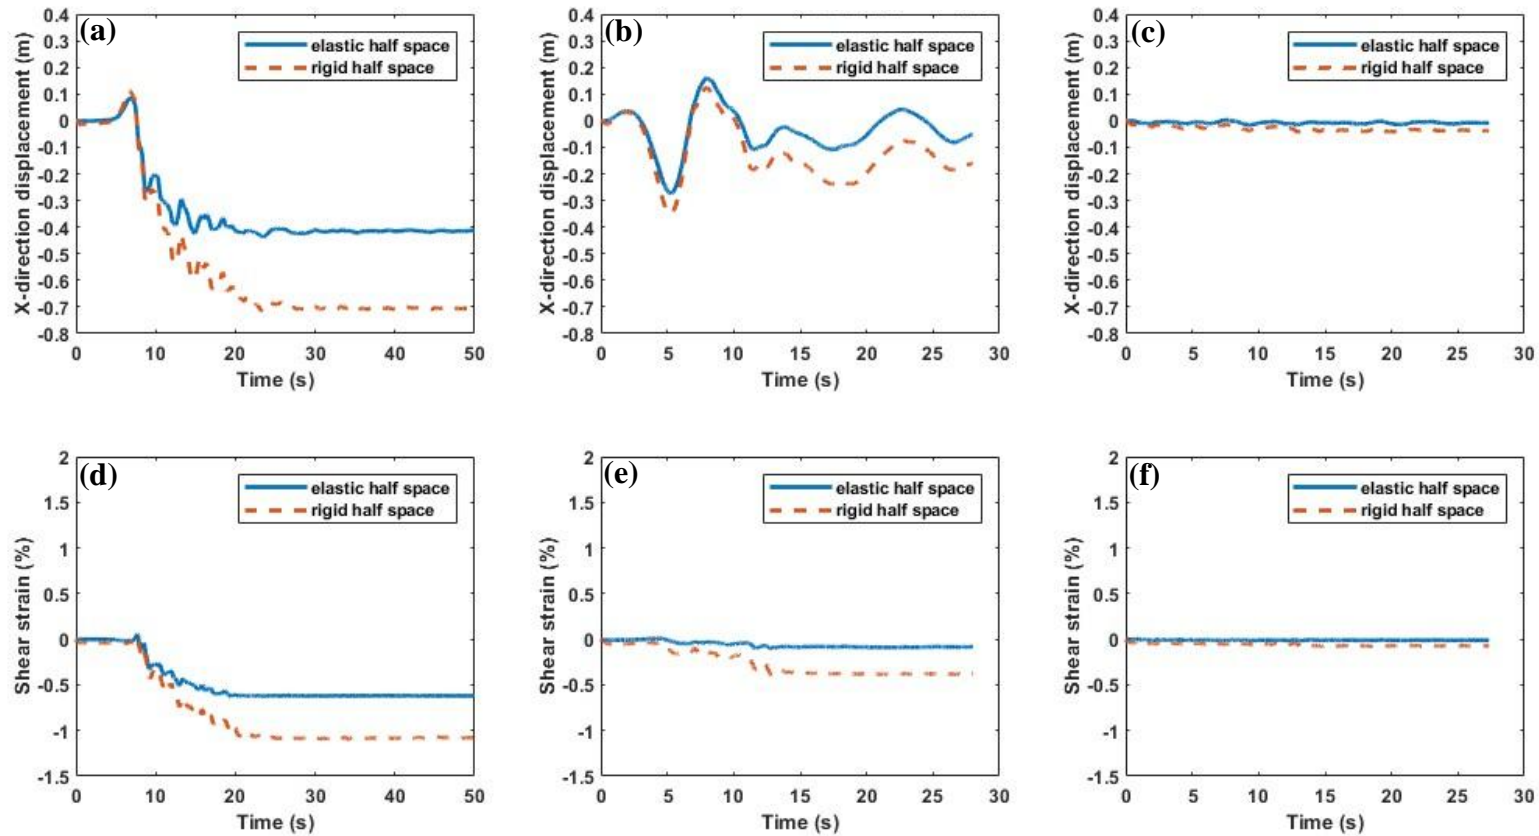 (a)
elastic half space
rigid half space
X-direction displacement (m)
0.4
0.3
0.2
0.1
0
-0.1
-0.2
-0.3
-0.4
-0.5
-0.6
-0.7
-0.8
0 10 20 30 40 50
Time (s)
(b)
elastic half space
rigid half space
X-direction displacement (m)
0.4
0.3
0.2
0.1
0
-0.1
-0.2
-0.3
-0.4
-0.5
-0.6
-0.7
-0.8
0 5 10 15 20 25 30
Time (s)
(c)
elastic half space
rigid half space
X-direction displacement (m)
0.4
0.3
0.2
0.1
0
-0.1
-0.2
-0.3
-0.4
-0.5
-0.6
-0.7
-0.8
0 5 10 15 20 25 30
Time (s)
(d)
elastic half space
rigid half space
Shear strain (%)
2
1.5
1
0.5
0
-0.5
-1
-1.5
0 10 20 30 40 50
Time (s)
(e)
elastic half space
rigid half space
Shear strain (%)
2
1.5
1
0.5
0
-0.5
-1
-1.5
0 5 10 15 20 25 30
Time (s)
(f)
elastic half space
rigid half space
Shear strain (%)
2
1.5
1
0.5
0
-0.5
-1
-1.5
0 5 10 15 20 25 30
Time (s)